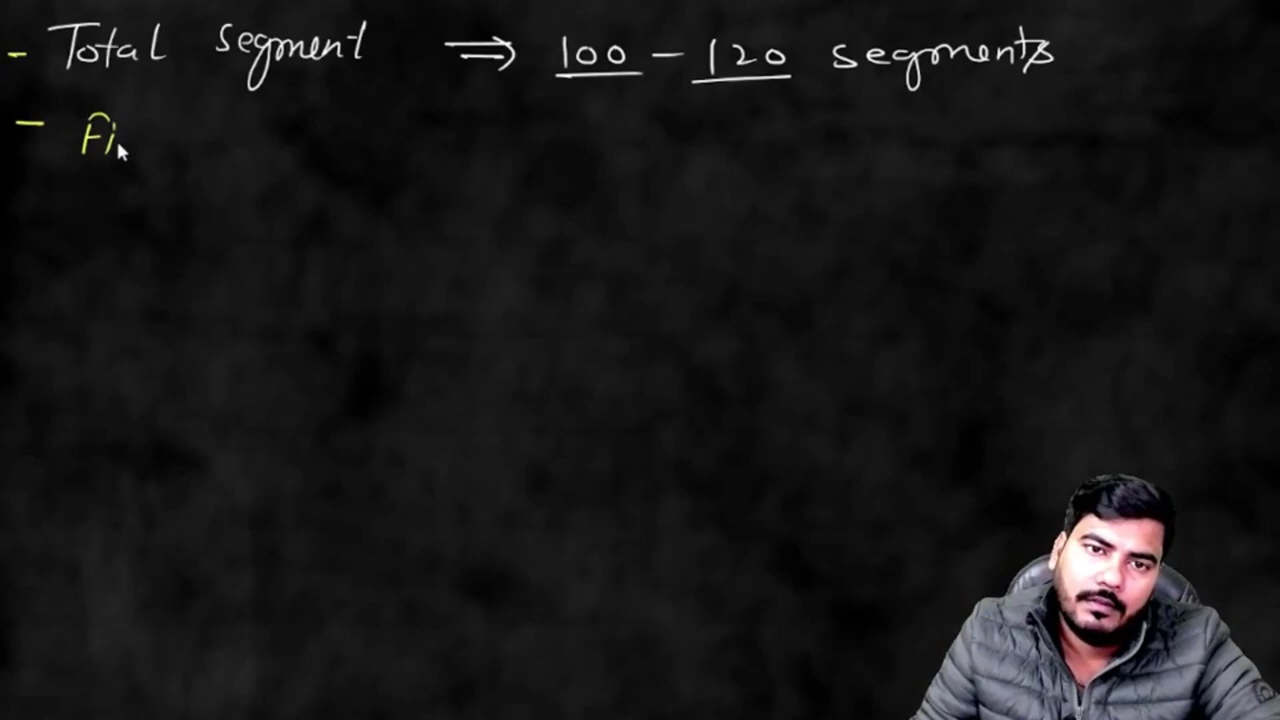 - Total segment ⇒ 100 - 120 segments
- Fi